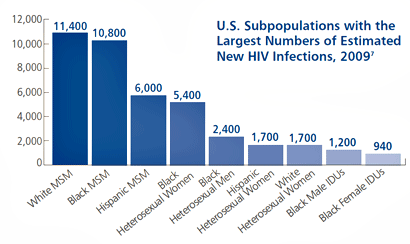 U.S. Subpopulations with the
Largest Numbers of Estimated
New HIV Infections, 2009⁷
12,000
10,000
8,000
6,000
4,000
2,000
0
11,400
10,800
6,000
5,400
2,400
1,700
1,700
1,200
940
White MSM
Black MSM
Hispanic MSM
Black
Heterosexual Women
Black
Heterosexual Men
Hispanic
Heterosexual Women
White
Heterosexual Women
Black Male IDUs
Black Female IDUs